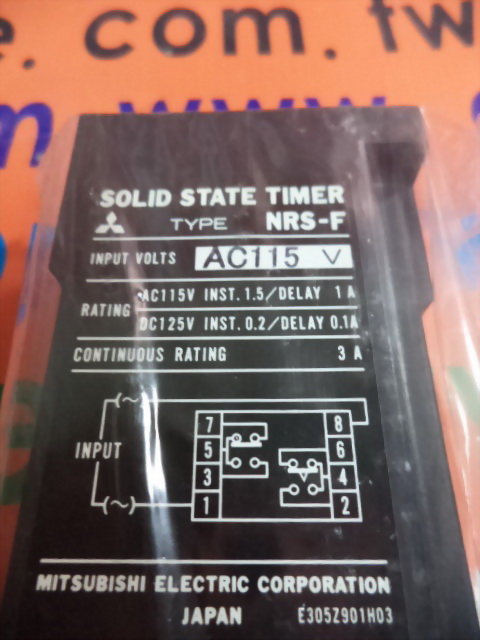 e. com.tw
m www
SOLID STATE TIMER
TYPE NRS-F
INPUT VOLTS AC115 V
RATING
AC115V INST. 1.5/DELAY 1 A
DC125V INST. 0.2/DELAY 0.1A
CONTINUOUS RATING 3 A
INPUT
7 8
5 6
3 4
1 2
MITSUBISHI ELECTRIC CORPORATION
JAPAN E305Z901H03